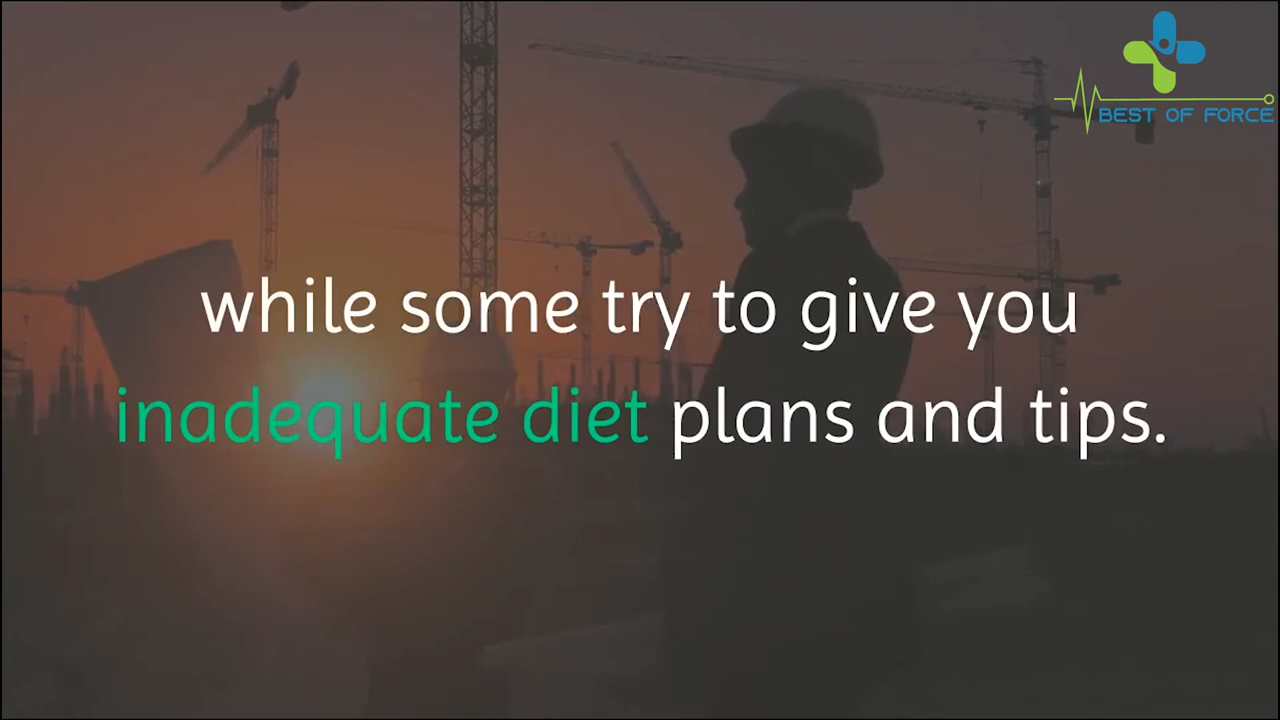 BEST OF FORCE
while some try to give you
inadequate diet plans and tips.